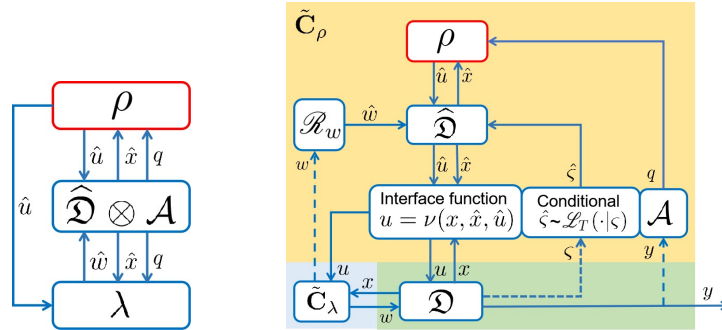 ρ
û x̂ q
û
𝔇̂ ⊗ 𝒜
ŵ x̂ q
λ
C̃ρ
ρ
û x̂
ℛw ŵ 𝔇̂
w û x̂ ς̂ q
Interface function
u = ν(x, x̂, û)
Conditional
ς̂ ~ ℒT(·|ς)
𝒜
u u x ς y
C̃λ x w 𝔇 y